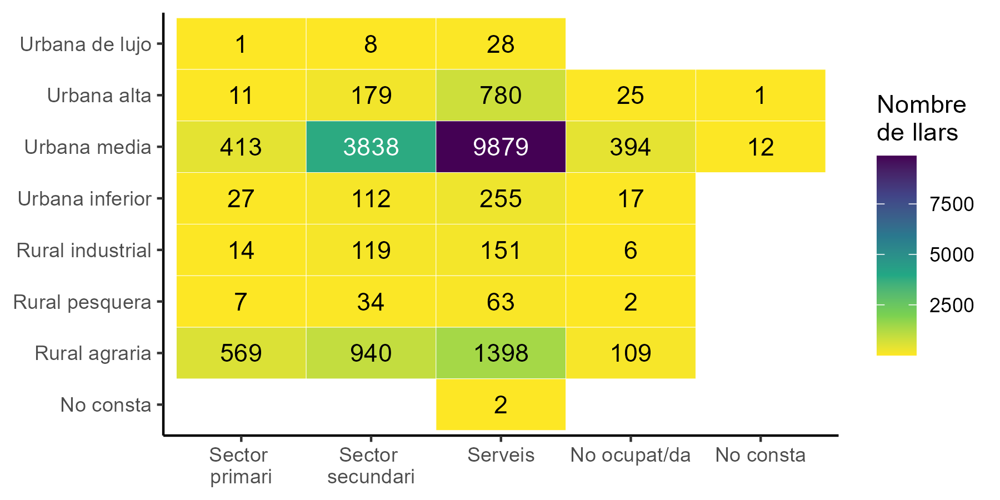 Urbana de lujo 1 8 28
Urbana alta 11 179 780 25 1
Urbana media 413 3838 9879 394 12
Urbana inferior 27 112 255 17
Rural industrial 14 119 151 6
Rural pesquera 7 34 63 2
Rural agraria 569 940 1398 109
No consta 2
Sector primari
Sector secundari
Serveis
No ocupat/da
No consta
Nombre
de llars
7500
5000
2500